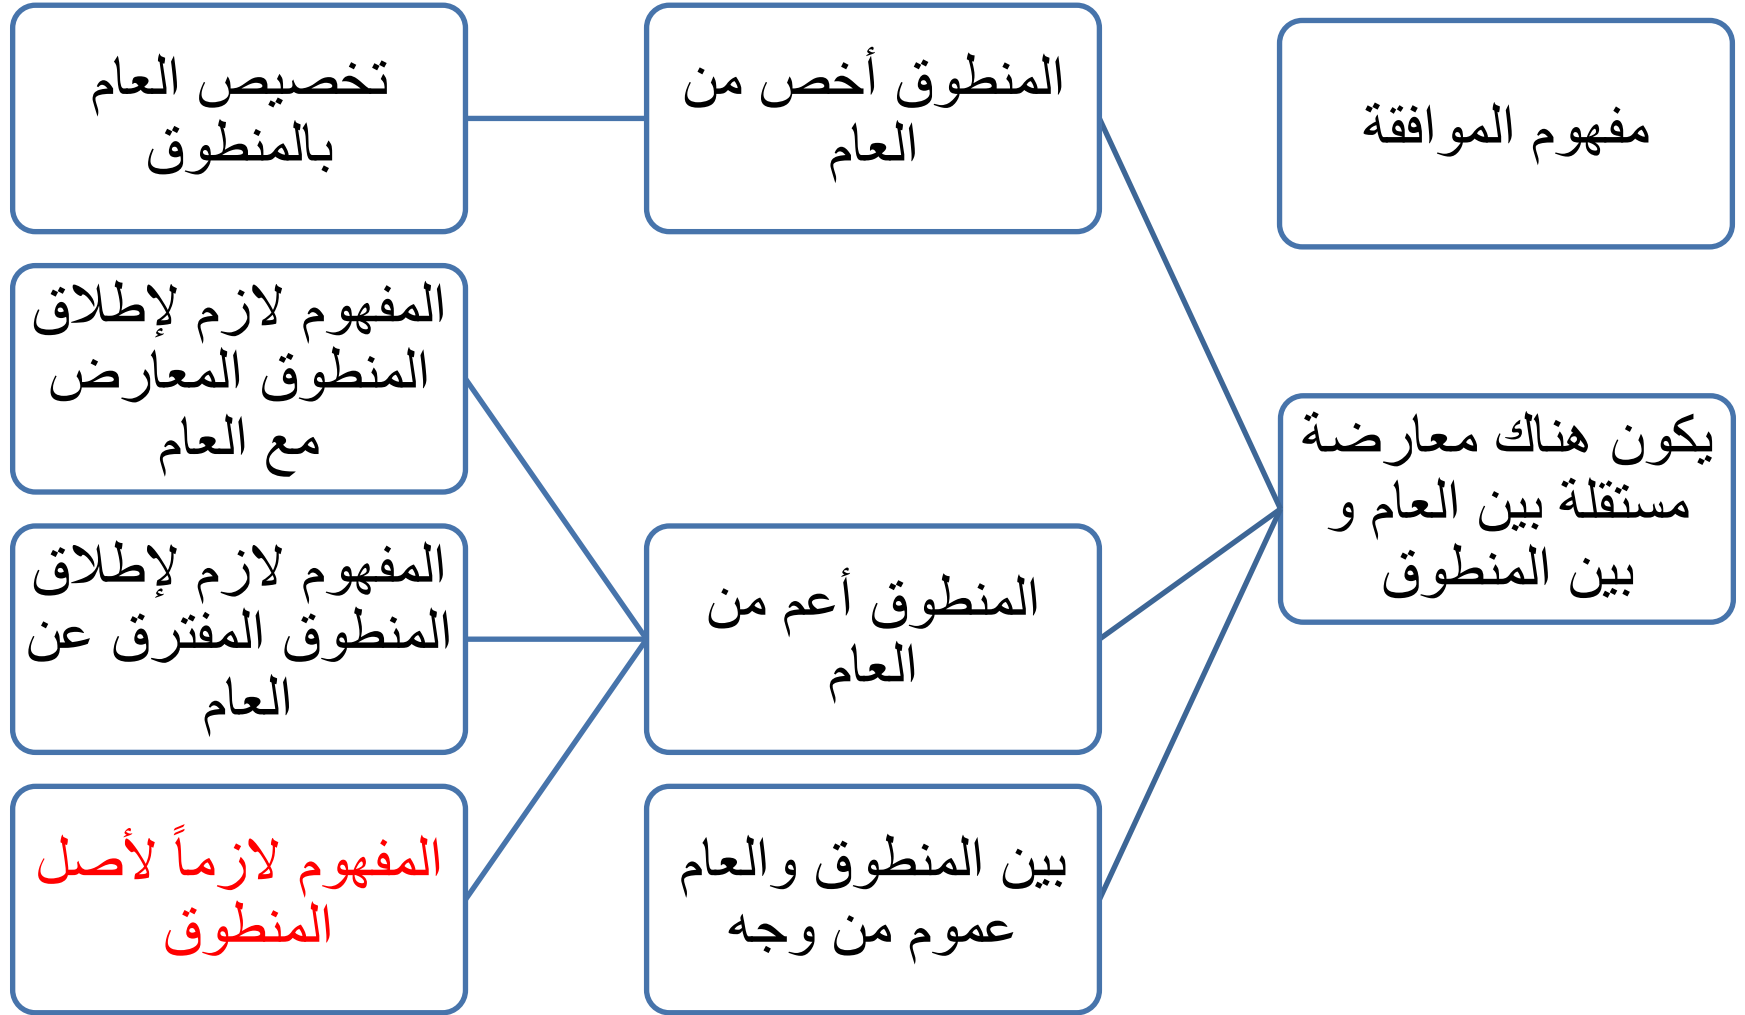 مفهوم الموافقة
يكون هناك معارضة
مستقلة بين العام و
بين المنطوق
المنطوق أخص من
العام
تخصيص العام
بالمنطوق
المنطوق أعم من
العام
المفهوم لازم لإطلاق
المنطوق المعارض
مع العام
المفهوم لازم لإطلاق
المنطوق المفترق عن
العام
المفهوم لازماً لأصل
المنطوق
بين المنطوق والعام
عموم من وجه